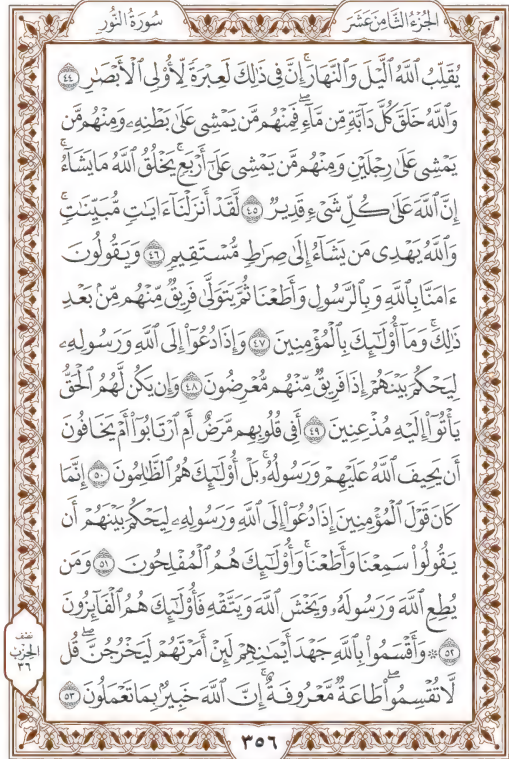 الجزء الثامن عشر
سورة النور
يُقَلِّبُ ٱللَّهُ ٱلَّيْلَ وَٱلنَّهَارَۚ إِنَّ فِى ذَٰلِكَ لَعِبْرَةً لِّأُو۟لِى ٱلْأَبْصَٰرِ ٤٤
وَٱللَّهُ خَلَقَ كُلَّ دَآبَّةٍ مِّن مَّآءٍۖ فَمِنْهُم مَّن يَمْشِى عَلَىٰ بَطْنِهِۦ وَمِنْهُم مَّن
يَمْشِى عَلَىٰ رِجْلَيْنِ وَمِنْهُم مَّن يَمْشِى عَلَىٰٓ أَرْبَعٍۚ يَخْلُقُ ٱللَّهُ مَا يَشَآءُۚ
إِنَّ ٱللَّهَ عَلَىٰ كُلِّ شَىْءٍ قَدِيرٌ ٤٥ لَّقَدْ أَنزَلْنَآ ءَايَٰتٍ مُّبَيِّنَٰتٍۚ
وَٱللَّهُ يَهْدِى مَن يَشَآءُ إِلَىٰ صِرَٰطٍ مُّسْتَقِيمٍ ٤٦ وَيَقُولُونَ
ءَامَنَّا بِٱللَّهِ وَبِٱلرَّسُولِ وَأَطَعْنَا ثُمَّ يَتَوَلَّىٰ فَرِيقٌ مِّنْهُم مِّنۢ بَعْدِ
ذَٰلِكَۚ وَمَآ أُو۟لَٰٓئِكَ بِٱلْمُؤْمِنِينَ ٤٧ وَإِذَا دُعُوٓا۟ إِلَى ٱللَّهِ وَرَسُولِهِۦ
لِيَحْكُمَ بَيْنَهُمْ إِذَا فَرِيقٌ مِّنْهُم مُّعْرِضُونَ ٤٨ وَإِن يَكُن لَّهُمُ ٱلْحَقُّ
يَأْتُوٓا۟ إِلَيْهِ مُذْعِنِينَ ٤٩ أَفِى قُلُوبِهِم مَّرَضٌ أَمِ ٱرْتَابُوٓا۟ أَمْ يَخَافُونَ
أَن يَحِيفَ ٱللَّهُ عَلَيْهِمْ وَرَسُولُهُۥۚ بَلْ أُو۟لَٰٓئِكَ هُمُ ٱلظَّٰلِمُونَ ٥٠ إِنَّمَا
كَانَ قَوْلَ ٱلْمُؤْمِنِينَ إِذَا دُعُوٓا۟ إِلَى ٱللَّهِ وَرَسُولِهِۦ لِيَحْكُمَ بَيْنَهُمْ أَن
يَقُولُوا۟ سَمِعْنَا وَأَطَعْنَاۚ وَأُو۟لَٰٓئِكَ هُمُ ٱلْمُفْلِحُونَ ٥١ وَمَن
يُطِعِ ٱللَّهَ وَرَسُولَهُۥ وَيَخْشَ ٱللَّهَ وَيَتَّقْهِ فَأُو۟لَٰٓئِكَ هُمُ ٱلْفَآئِزُونَ
٥٢ ۞ وَأَقْسَمُوا۟ بِٱللَّهِ جَهْدَ أَيْمَٰنِهِمْ لَئِنْ أَمَرْتَهُمْ لَيَخْرُجُنَّۖ قُل
لَّا تُقْسِمُوا۟ۖ طَاعَةٌ مَّعْرُوفَةٌۚ إِنَّ ٱللَّهَ خَبِيرٌۢ بِمَا تَعْمَلُونَ ٥٣
نصف
الحزب
٣٦
٣٥٦